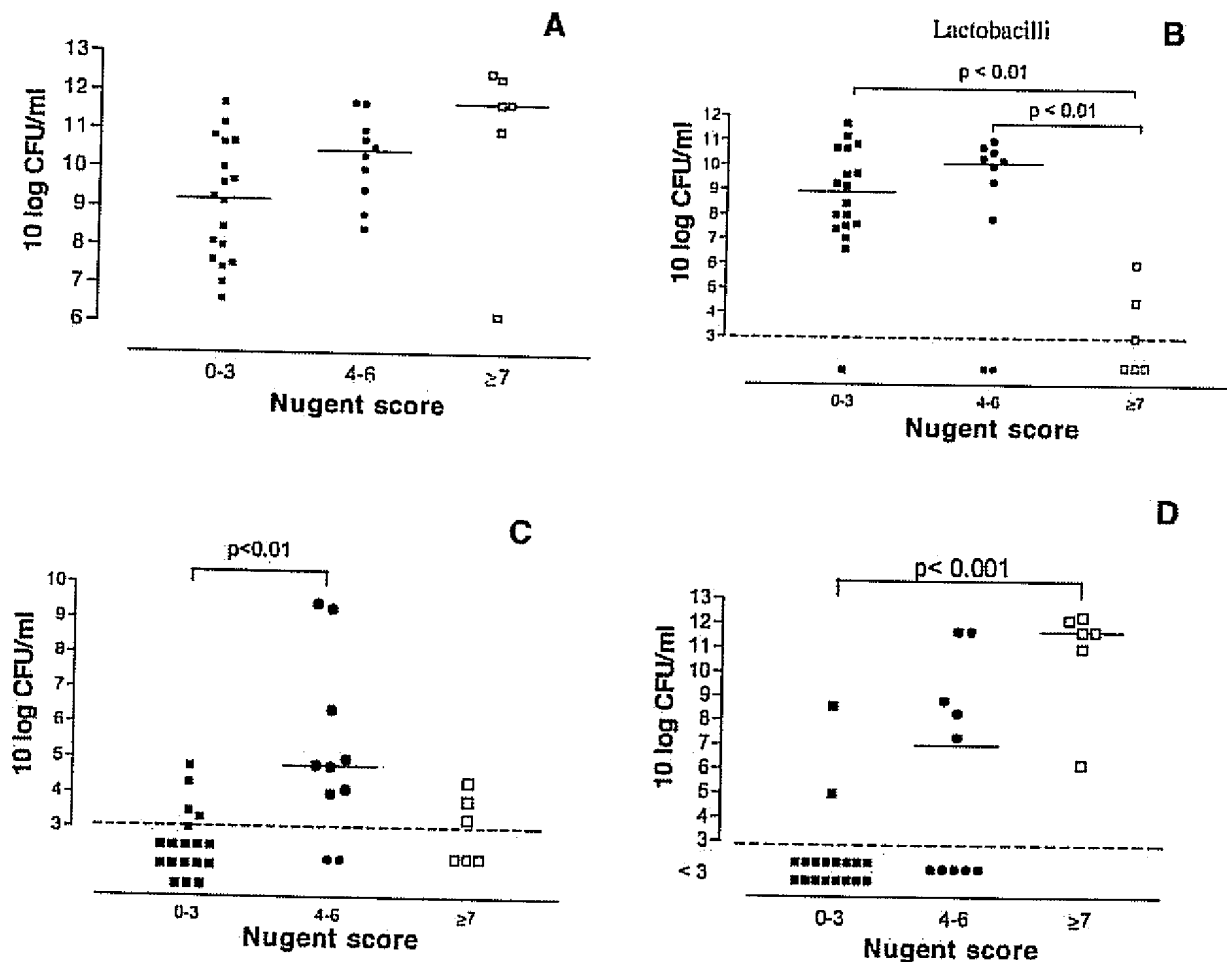 A
13
12
11
10
9
8
7
6
10 log CFU/ml
0-3
4-6
≥7
Nugent score
Lactobacilli
B
p < 0.01
p < 0.01
12
11
10
9
8
7
6
5
4
3
10 log CFU/ml
0-3
4-6
≥7
Nugent score
C
p<0.01
10
9
8
7
6
5
4
3
10 log CFU/ml
0-3
4-6
≥7
Nugent score
D
p< 0.001
13
12
11
10
9
8
7
6
5
4
3
< 3
10 log CFU/ml
0-3
4-6
≥7
Nugent score